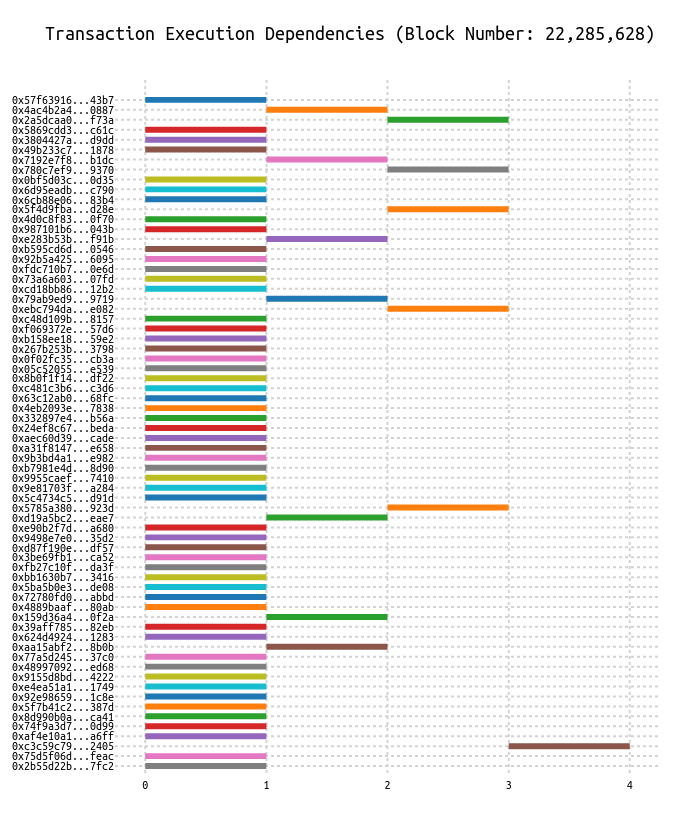 Transaction Execution Dependencies (Block Number: 22,285,628)
0x57f63916...43b7
0x4ac4b2a4...0887
0x2a5dcaa0...f73a
0x5869cdd3...c61c
0x3804427a...d9dd
0x49b233c7...1878
0x7192e7f8...b1dc
0x780c7ef9...9370
0x0bf5d03c...0d35
0x6d95eadb...c790
0x6cb88e06...83b4
0x5f4d9fba...d28e
0x4d0c8f83...0f70
0x987101b6...043b
0xe283b53b...f91b
0xb595cd6d...0546
0x92b5a425...6095
0xfdc710b7...0e6d
0x73a6a603...07fd
0xcd18bb86...12b2
0x79ab9ed9...9719
0xebc794da...e082
0xc48d109b...8157
0xf069372e...57d6
0xb158ee18...59e2
0x267b253b...3798
0x0f02fc35...cb3a
0x05c52055...e539
0x8b0f1f14...df22
0xc481c3b6...c3d6
0x63c12ab0...68fc
0x4eb2093e...7838
0x332897e4...b56a
0x24ef8c67...beda
0xaec60d39...cade
0xa31f8147...e658
0x9b3bd4a1...e982
0xb7981e4d...8d90
0x9955caef...7410
0x9e81703f...a284
0x5c4734c5...d91d
0x5785a380...923d
0xd19a5bc2...eae7
0xe90b2f7d...a680
0x9498e7e0...35d2
0xd87f190e...df57
0x3be69fb1...ca52
0xfb27c10f...da3f
0xbb1630b7...3416
0x5ba5b0e3...de08
0x72780fd0...abbd
0x4889baaf...80ab
0x159d36a4...0f2a
0x39aff785...82eb
0x624d4924...1283
0xaa15abf2...8b0b
0x77a5d245...37c0
0x48997092...ed68
0x9155d8bd...4222
0xe4ea51a1...1749
0x92e98659...1c8e
0x5f7b41c2...387d
0x8d990b0a...ca41
0x74f9a3d7...0d99
0xaf4e10a1...a6ff
0xc3c59c79...2405
0x75d5f06d...feac
0x2b55d22b...7fc2
0 1 2 3 4